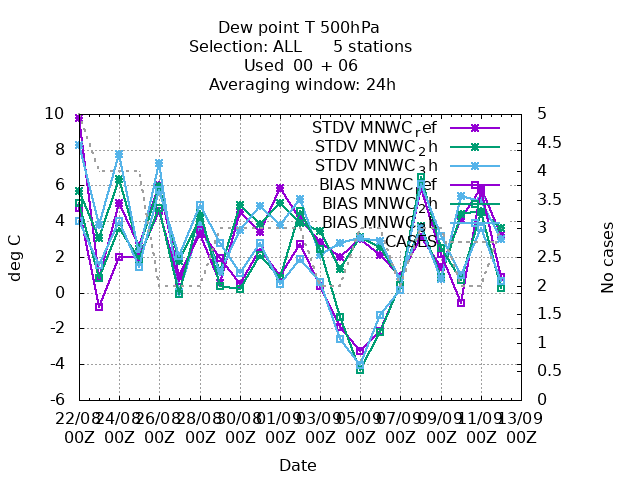 Dew point T 500hPa
Selection: ALL 5 stations
Used 00 + 06
Averaging window: 24h
deg C
No cases
10
8
6
4
2
0
-2
-4
-6
5
4.5
4
3.5
3
2.5
2
1.5
1
0.5
0
STDV MNWC_ref
STDV MNWC_2h
STDV MNWC_3h
BIAS MNWC_ref
BIAS MNWC_2h
BIAS MNWC_3h
CASES
22/08 24/08 26/08 28/08 30/08 01/09 03/09 05/09 07/09 09/09 11/09 13/09
00Z 00Z 00Z 00Z 00Z 00Z 00Z 00Z 00Z 00Z 00Z 00Z
Date